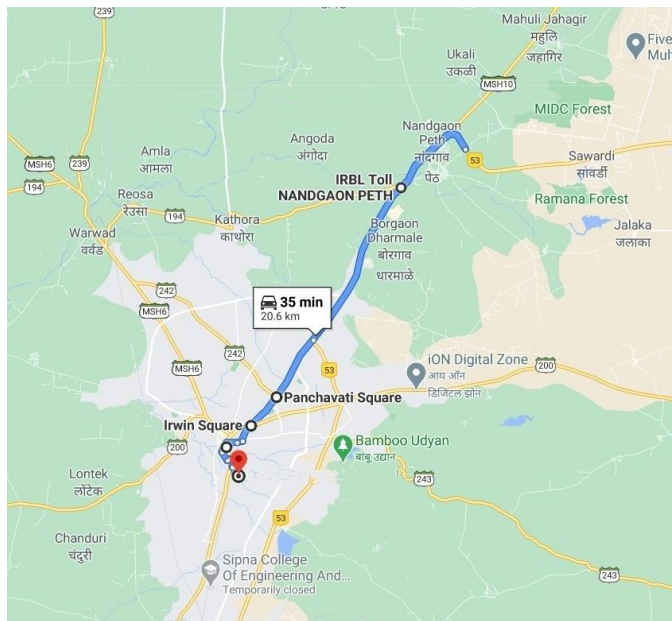 239
Mahuli Jahagir
महुलि
जहागिर
Five
Muh
Ukali
उकळी
MSH10
MIDC Forest
Nandgaon
Peth
नांदगाव
पेठ
53
Sawardi
सांवर्डी
Angoda
अंगोदा
Amla
आमला
MSH6
239
194
IRBL Toll
NANDGAON PETH
Ramana Forest
Reosa
रेउसा
194
Kathora
काथोरा
Jalaka
जलाका
Warwad
वर्वड
Borgaon
Dharmale
बोरगाव
धारमाळे
242
MSH6
35 min
20.6 km
242
MSH6
53
iON Digital Zone
आय ऑन
डिजिटल झोन
200
Panchavati Square
Irwin Square
200
Bamboo Udyan
बांबू उद्यान
Lontek
लोंटेक
243
53
Chanduri
चंदुरी
Sipna College
Of Engineering And...
Temporarily closed
243